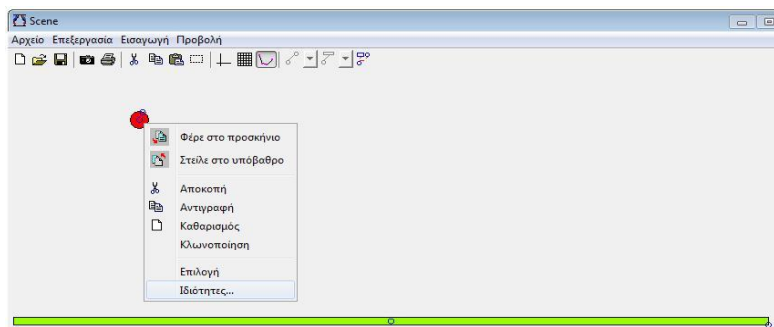 Scene
Αρχείο Επεξεργασία Εισαγωγή Προβολή
Φέρε στο προσκήνιο
Στείλε στο υπόβαθρο
Αποκοπή
Αντιγραφή
Καθαρισμός
Κλωνοποίηση
Επιλογή
Ιδιότητες...